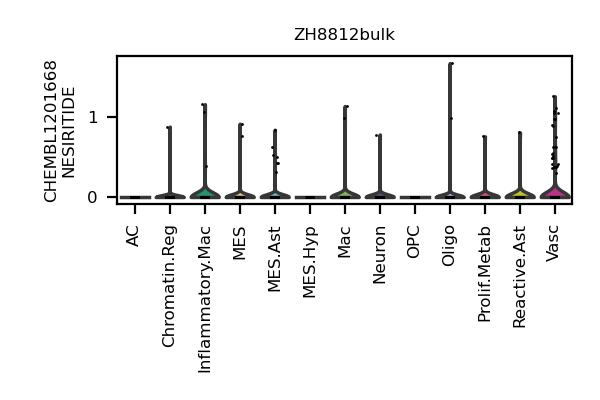 ZH8812bulk
CHEMBL1201668
NESIRITIDE
1
0
AC
Chromatin.Reg
Inflammatory.Mac
MES
MES.Ast
MES.Hyp
Mac
Neuron
OPC
Oligo
Prolif.Metab
Reactive.Ast
Vasc